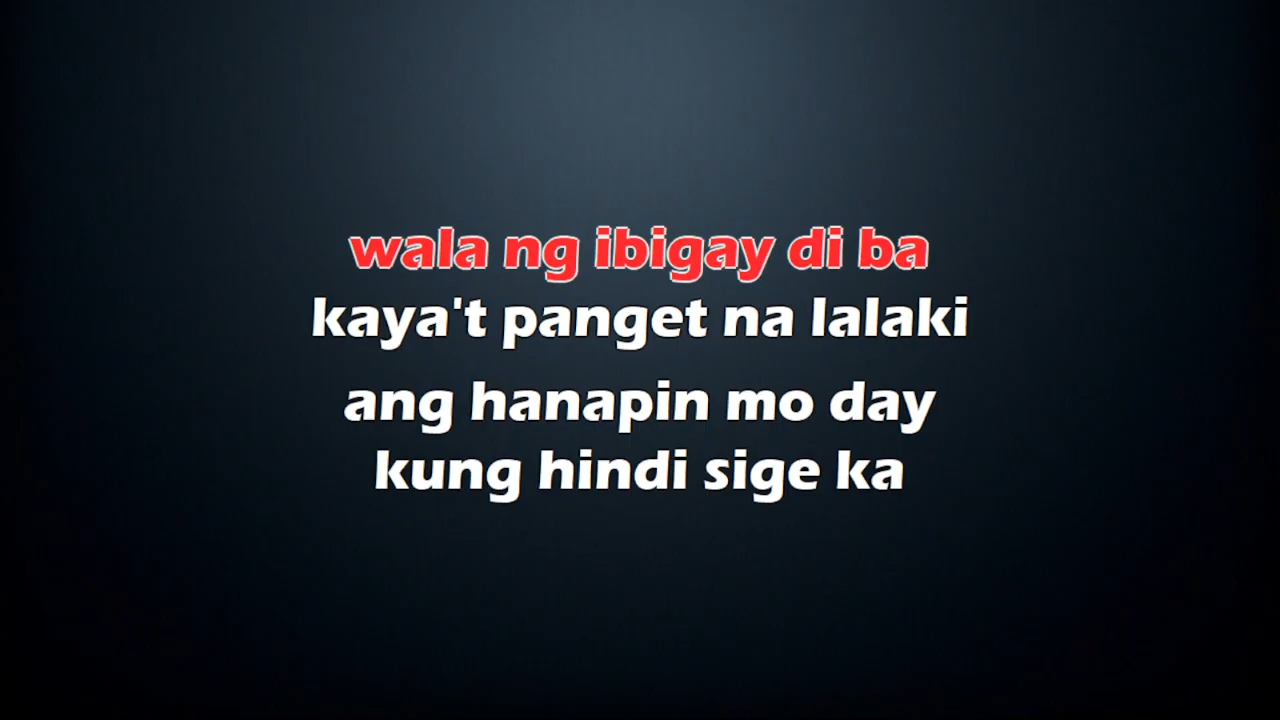 wala ng ibigay di ba
kaya't panget na lalaki
ang hanapin mo day
kung hindi sige ka